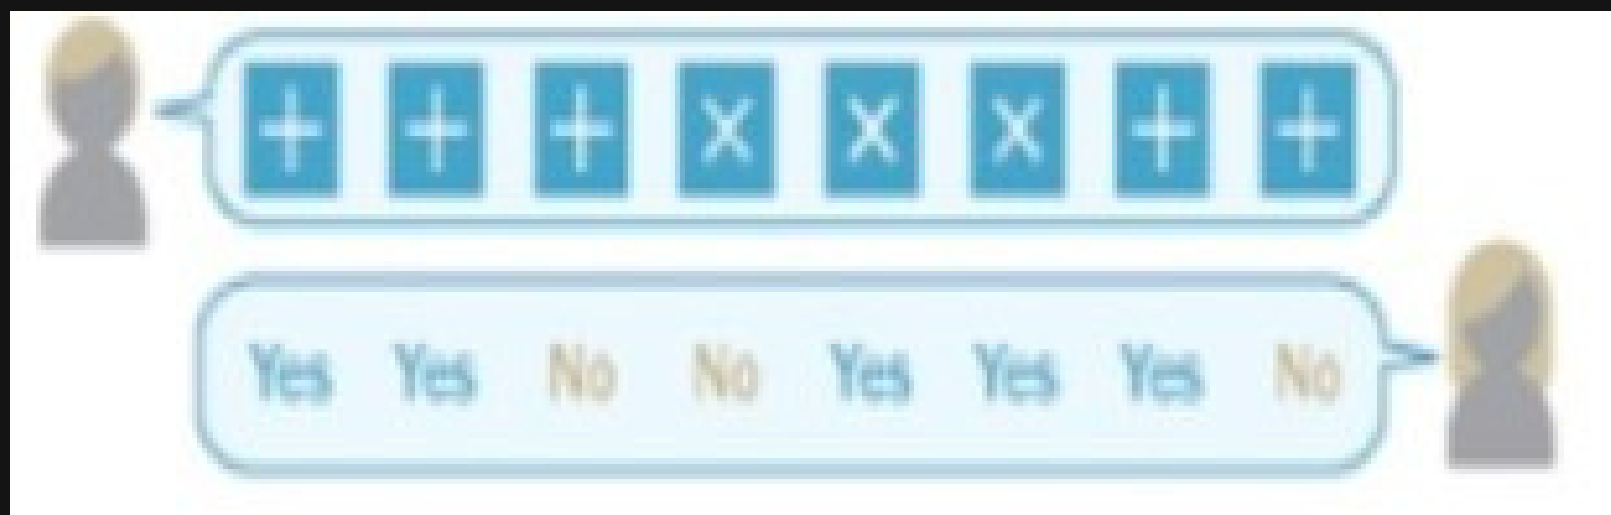 + + + X X X + +
Yes Yes No No Yes Yes Yes No